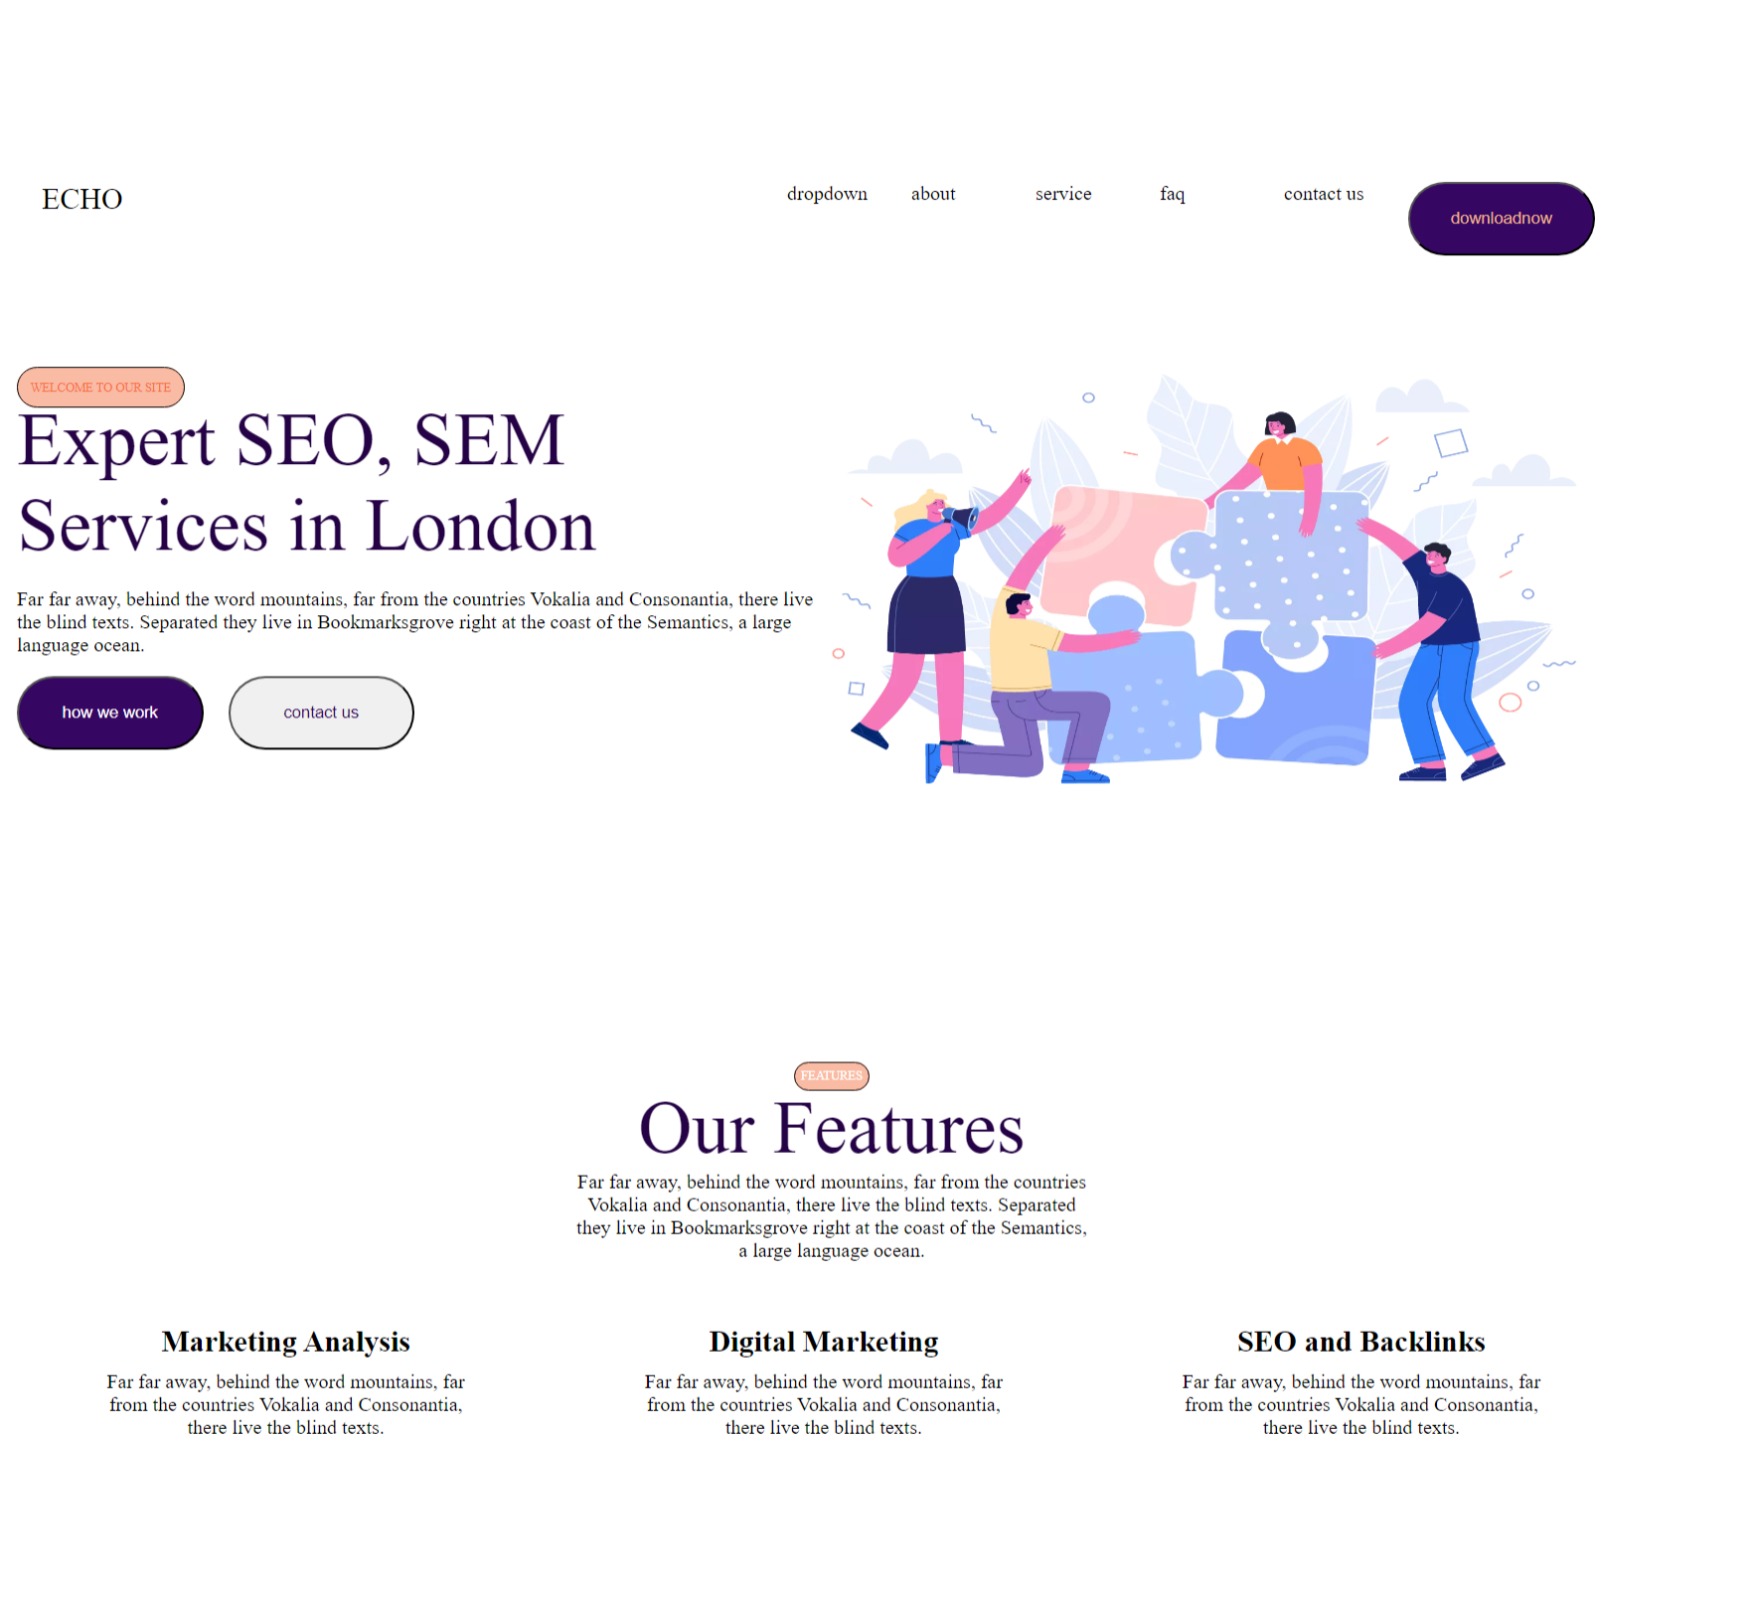 ECHO
dropdown about service faq contact us downloadnow
WELCOME TO OUR SITE
Expert SEO, SEM
Services in London
Far far away, behind the word mountains, far from the countries Vokalia and Consonantia, there live
the blind texts. Separated they live in Bookmarksgrove right at the coast of the Semantics, a large
language ocean.
how we work contact us
FEATURES
Our Features
Far far away, behind the word mountains, far from the countries
Vokalia and Consonantia, there live the blind texts. Separated
they live in Bookmarksgrove right at the coast of the Semantics,
a large language ocean.
Marketing Analysis
Far far away, behind the word mountains, far
from the countries Vokalia and Consonantia,
there live the blind texts.
Digital Marketing
Far far away, behind the word mountains, far
from the countries Vokalia and Consonantia,
there live the blind texts.
SEO and Backlinks
Far far away, behind the word mountains, far
from the countries Vokalia and Consonantia,
there live the blind texts.